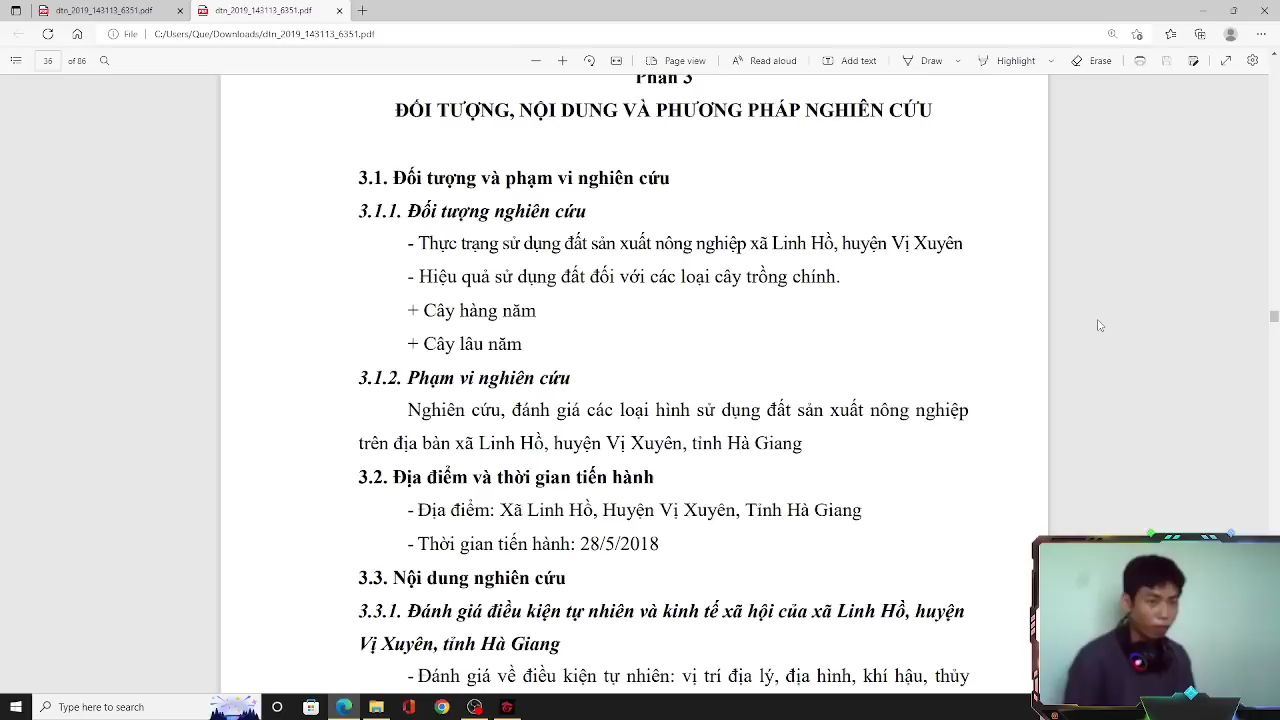 dtn_2019_143113_6351.pdf
dtn_2019_143113_6351.pdf
File C:/Users/Que/Downloads/dtn_2019_143113_6351.pdf
36 of 86 Page view Read aloud Add text Draw Highlight Erase
Phần 3
ĐỐI TƯỢNG, NỘI DUNG VÀ PHƯƠNG PHÁP NGHIÊN CỨU
3.1. Đối tượng và phạm vi nghiên cứu
3.1.1. Đối tượng nghiên cứu
- Thực trạng sử dụng đất sản xuất nông nghiệp xã Linh Hồ, huyện Vị Xuyên
- Hiệu quả sử dụng đất đối với các loại cây trồng chính.
+ Cây hàng năm
+ Cây lâu năm
3.1.2. Phạm vi nghiên cứu
Nghiên cứu, đánh giá các loại hình sử dụng đất sản xuất nông nghiệp
trên địa bàn xã Linh Hồ, huyện Vị Xuyên, tỉnh Hà Giang
3.2. Địa điểm và thời gian tiến hành
- Địa điểm: Xã Linh Hồ, Huyện Vị Xuyên, Tỉnh Hà Giang
- Thời gian tiến hành: 28/5/2018
3.3. Nội dung nghiên cứu
3.3.1. Đánh giá điều kiện tự nhiên và kinh tế xã hội của xã Linh Hồ, huyện
Vị Xuyên, tỉnh Hà Giang
- Đánh giá về điều kiện tự nhiên: vị trí địa lý, địa hình, khí hậu, thủy
Type here to search